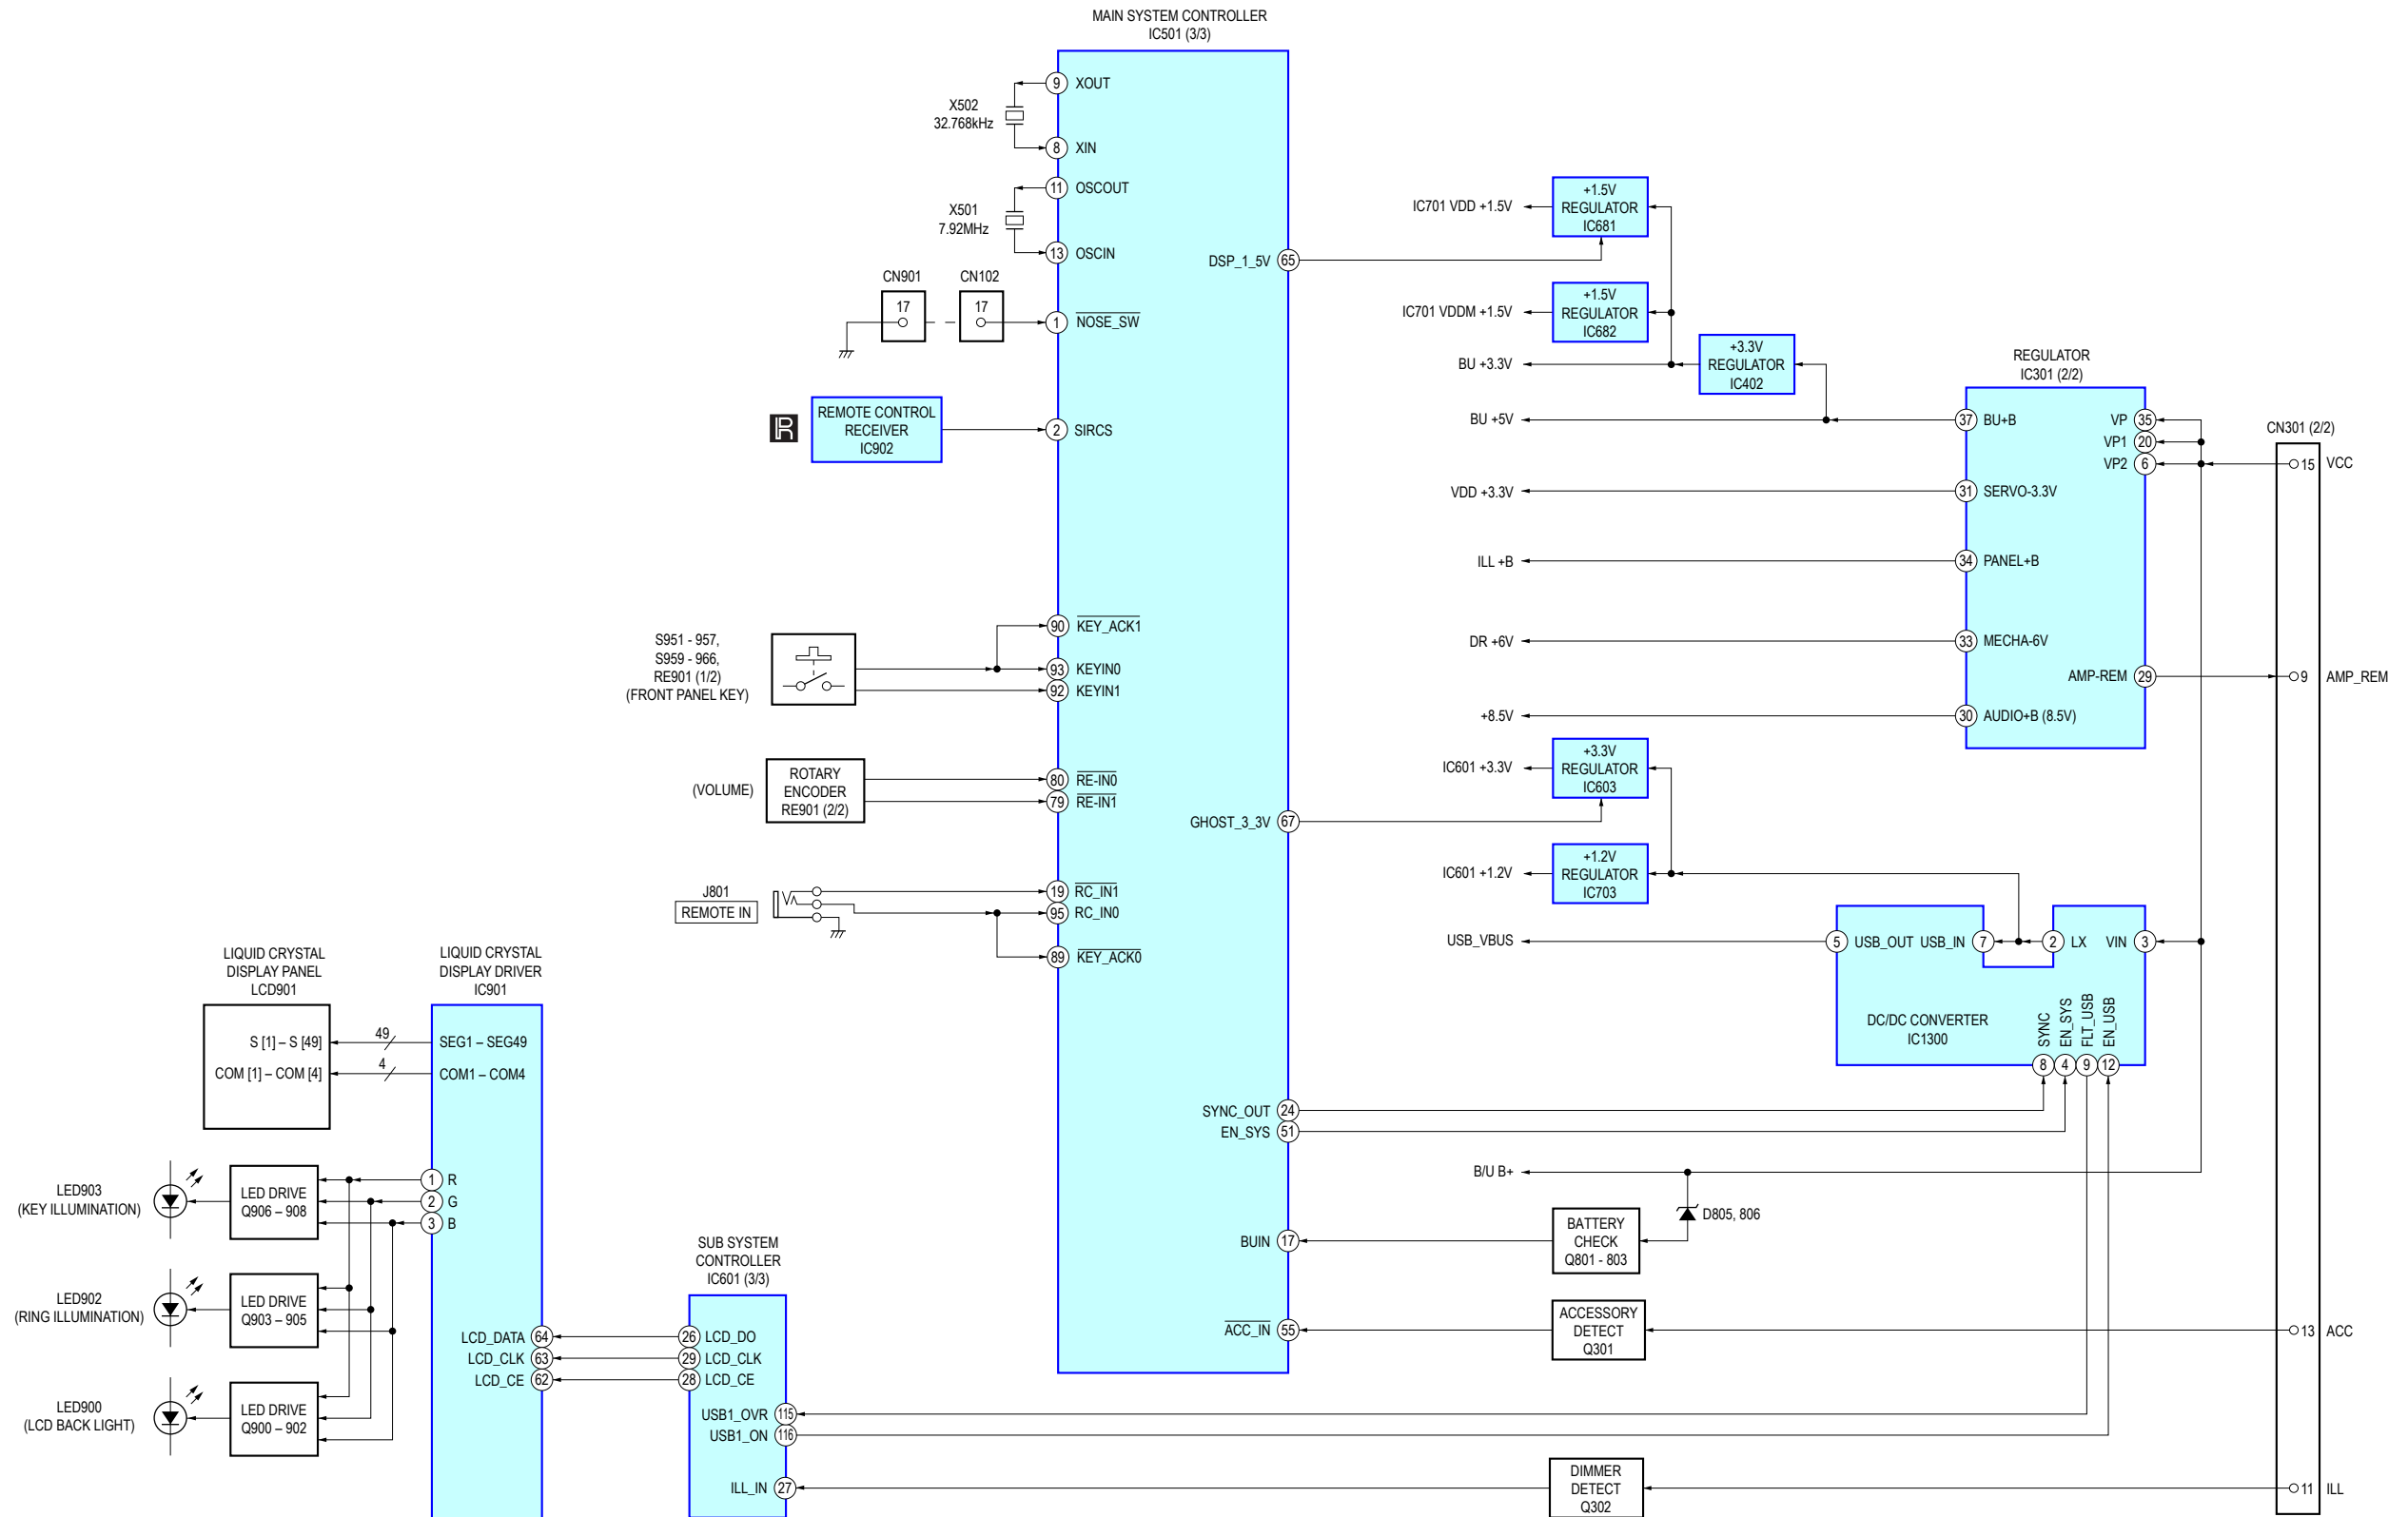 MAIN SYSTEM CONTROLLER
IC501 (3/3)
9 XOUT
X502
32.768kHz
8 XIN
11 OSCOUT
X501
7.92MHz
13 OSCIN
CN901
17
CN102
17
1 NOSE_SW
R
REMOTE CONTROL
RECEIVER
IC902
2 SIRCS
S951 - 957,
S959 - 966,
RE901 (1/2)
(FRONT PANEL KEY)
90 KEY_ACK1
93 KEYIN0
92 KEYIN1
(VOLUME)
ROTARY
ENCODER
RE901 (2/2)
80 RE-IN0
79 RE-IN1
J801
REMOTE IN
19 RC_IN1
95 RC_IN0
89 KEY_ACK0
DSP_1_5V 65
GHOST_3_3V 67
SYNC_OUT 24
EN_SYS 51
BUIN 17
ACC_IN 55
IC701 VDD +1.5V
+1.5V
REGULATOR
IC681
IC701 VDDM +1.5V
+1.5V
REGULATOR
IC682
BU +3.3V
+3.3V
REGULATOR
IC402
BU +5V
VDD +3.3V
ILL +B
DR +6V
+8.5V
REGULATOR
IC301 (2/2)
37 BU+B
VP 35
VP1 20
VP2 6
31 SERVO-3.3V
34 PANEL+B
33 MECHA-6V
AMP-REM 29
30 AUDIO+B (8.5V)
CN301 (2/2)
15 VCC
9 AMP_REM
13 ACC
11 ILL
IC601 +3.3V
+3.3V
REGULATOR
IC603
IC601 +1.2V
+1.2V
REGULATOR
IC703
USB_VBUS
5 USB_OUT USB_IN 7
2 LX VIN 3
DC/DC CONVERTER
IC1300
SYNC
EN_SYS
FLT_USB
EN_USB
8 4 9 12
B/U B+
D805, 806
BATTERY
CHECK
Q801 - 803
ACCESSORY
DETECT
Q301
DIMMER
DETECT
Q302
LIQUID CRYSTAL
DISPLAY PANEL
LCD901
S [1] – S [49]
COM [1] – COM [4]
49
4
LIQUID CRYSTAL
DISPLAY DRIVER
IC901
SEG1 – SEG49
COM1 – COM4
1 R
2 G
3 B
LED903
(KEY ILLUMINATION)
LED DRIVE
Q906 – 908
LED902
(RING ILLUMINATION)
LED DRIVE
Q903 – 905
LED900
(LCD BACK LIGHT)
LED DRIVE
Q900 – 902
LCD_DATA 64
LCD_CLK 63
LCD_CE 62
SUB SYSTEM
CONTROLLER
IC601 (3/3)
26 LCD_DO
29 LCD_CLK
28 LCD_CE
USB1_OVR 115
USB1_ON 116
ILL_IN 27